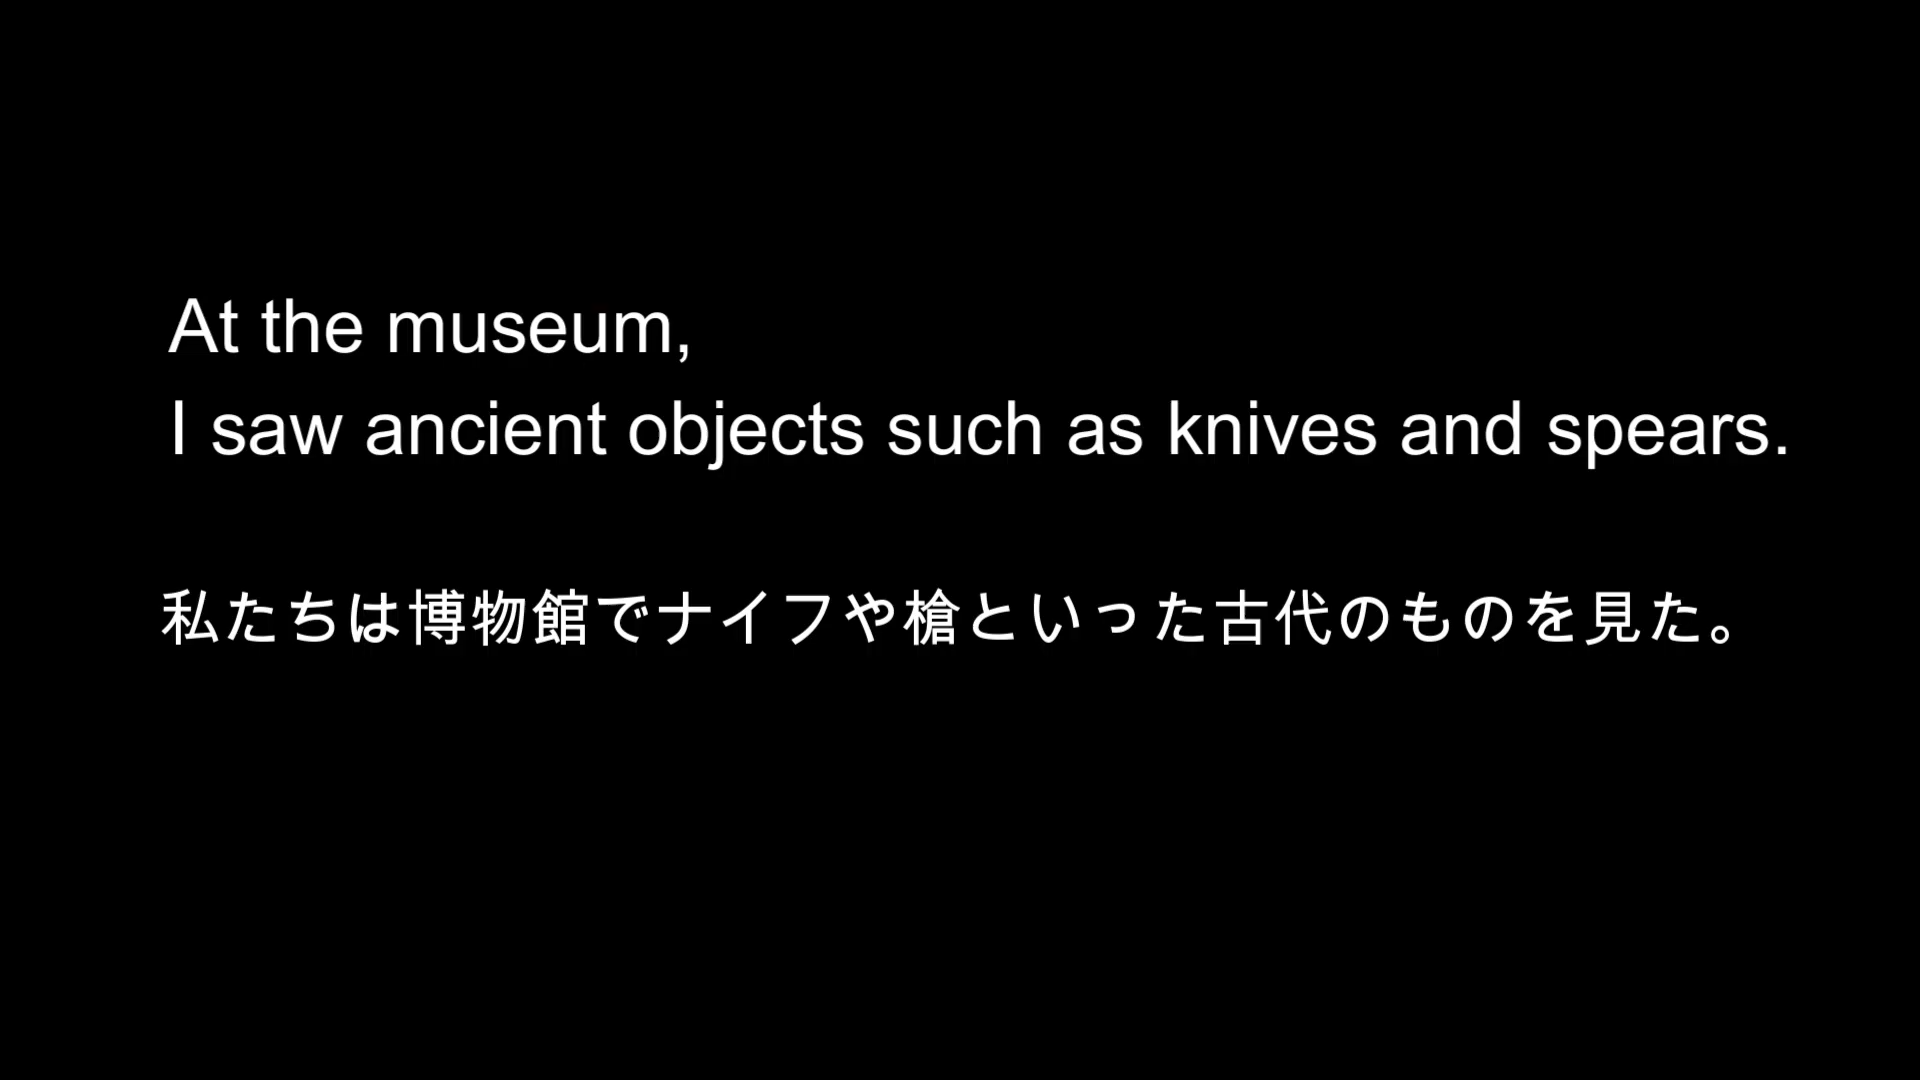 At the museum,
I saw ancient objects such as knives and spears.
私たちは博物館でナイフや槍といった古代のものを見た。